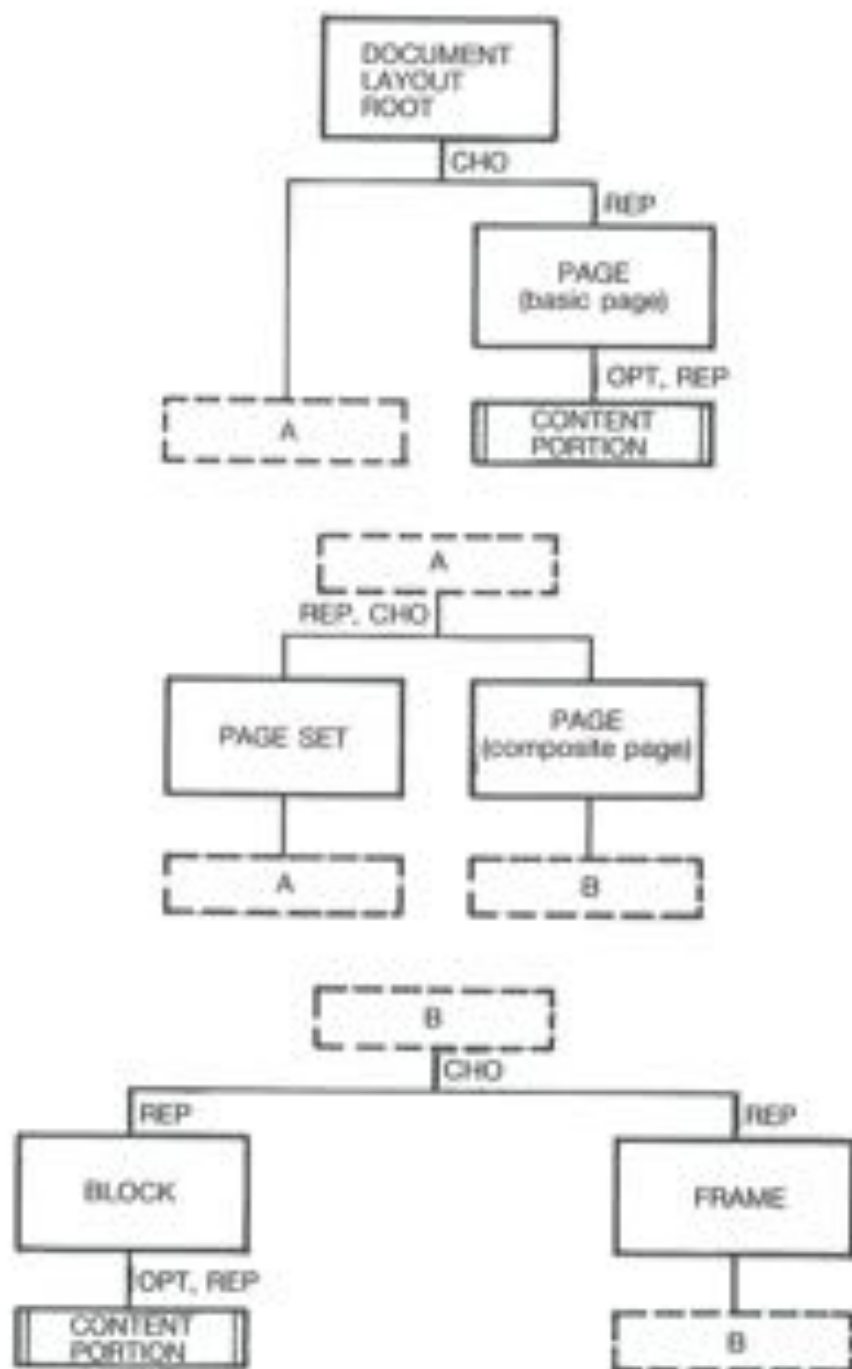 DOCUMENT
LAYOUT
ROOT
CHO
REP
PAGE
(basic page)
OPT, REP
A
CONTENT
PORTION
A
REP, CHO
PAGE SET
PAGE
(composite page)
A
B
B
CHO
REP
REP
BLOCK
FRAME
OPT, REP
CONTENT
PORTION
B